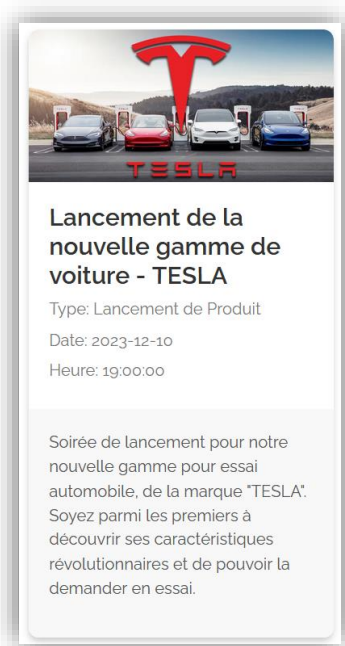 TESLA
Lancement de la
nouvelle gamme de
voiture - TESLA
Type: Lancement de Produit
Date: 2023-12-10
Heure: 19:00:00
Soirée de lancement pour notre
nouvelle gamme pour essai
automobile, de la marque "TESLA".
Soyez parmi les premiers à
découvrir ses caractéristiques
révolutionnaires et de pouvoir la
demander en essai.